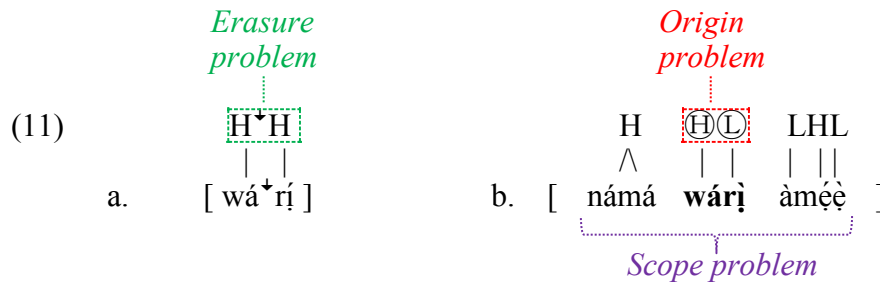 Erasure problem
Origin problem
(11) HꜜH H ⒽⓁ LHL
| | /\ | | | ||
a. [ wáꜜrị́ ] b. [ námá wárị̀ àmẹ́ẹ̀ ]
Scope problem